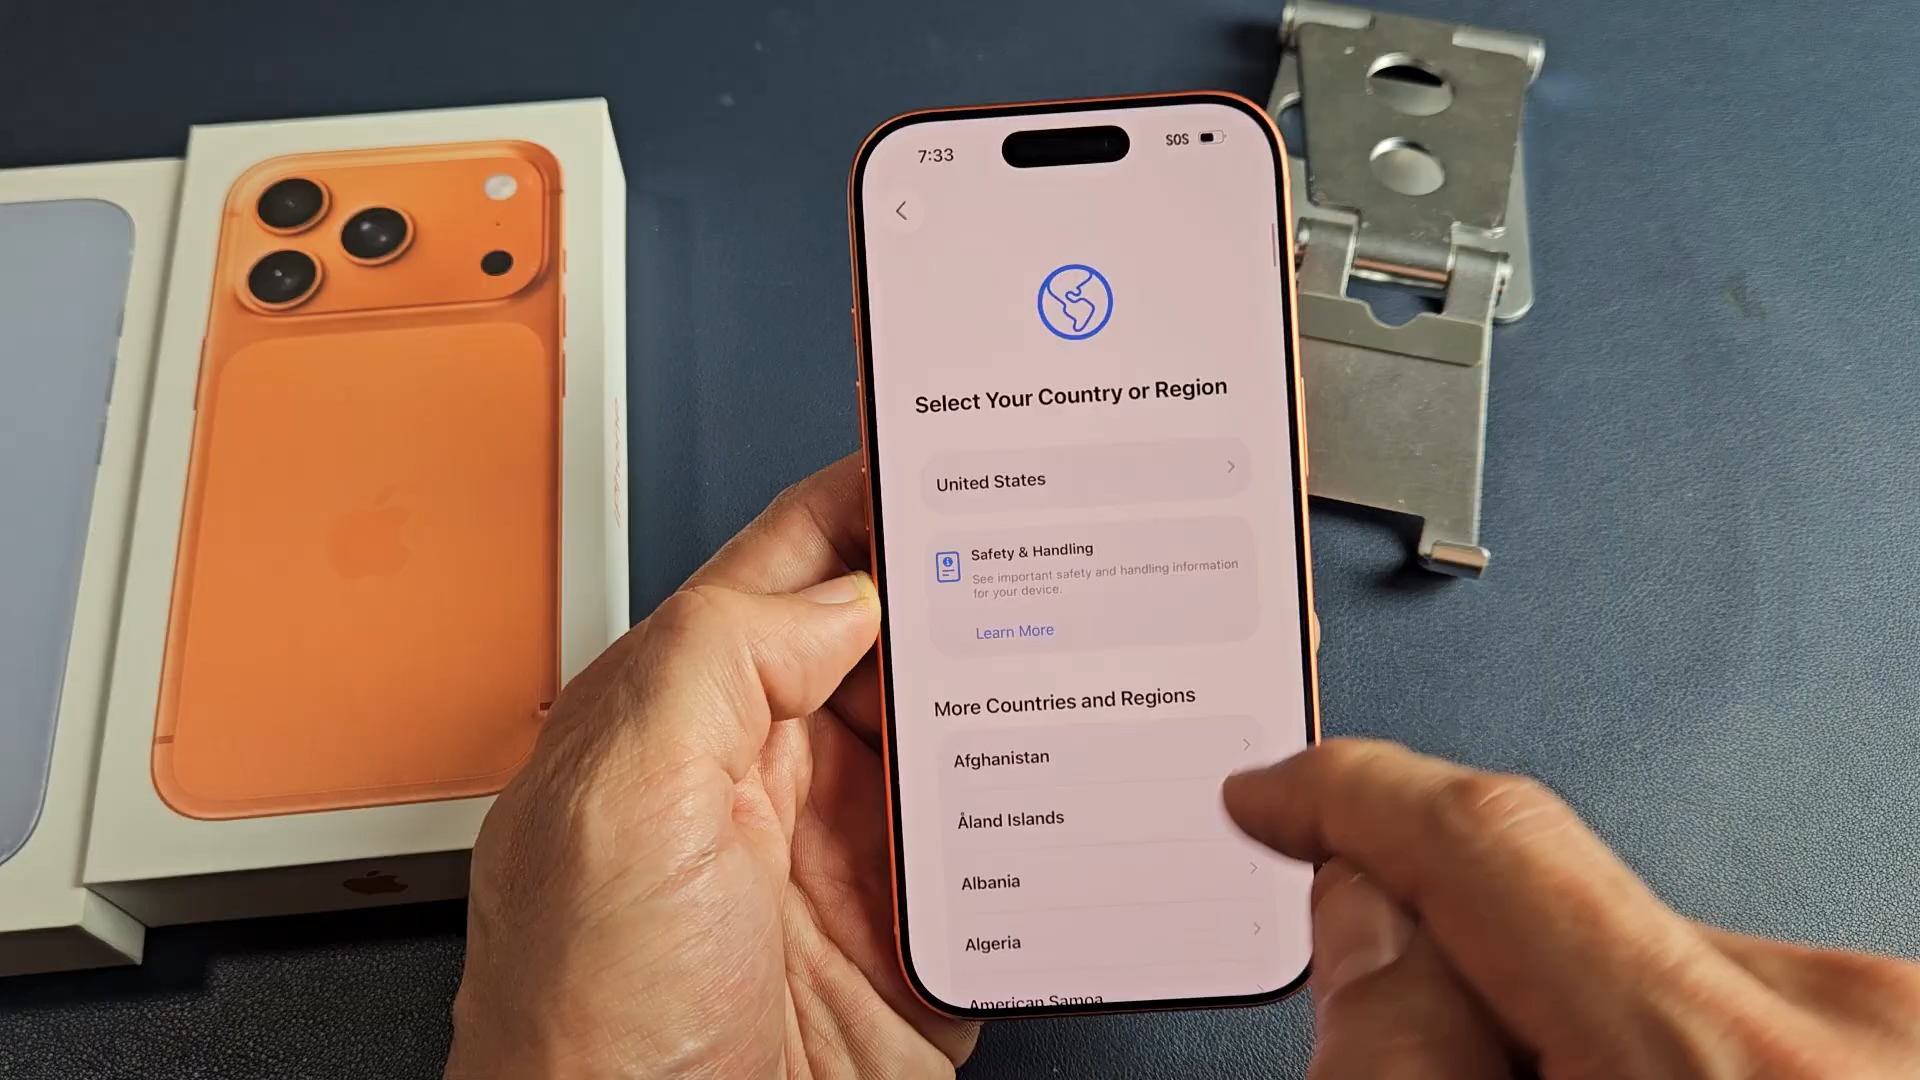 7:33
SOS
Select Your Country or Region
United States
Safety & Handling
See important safety and handling information
for your device.
Learn More
More Countries and Regions
Afghanistan
Åland Islands
Albania
Algeria
American Samoa